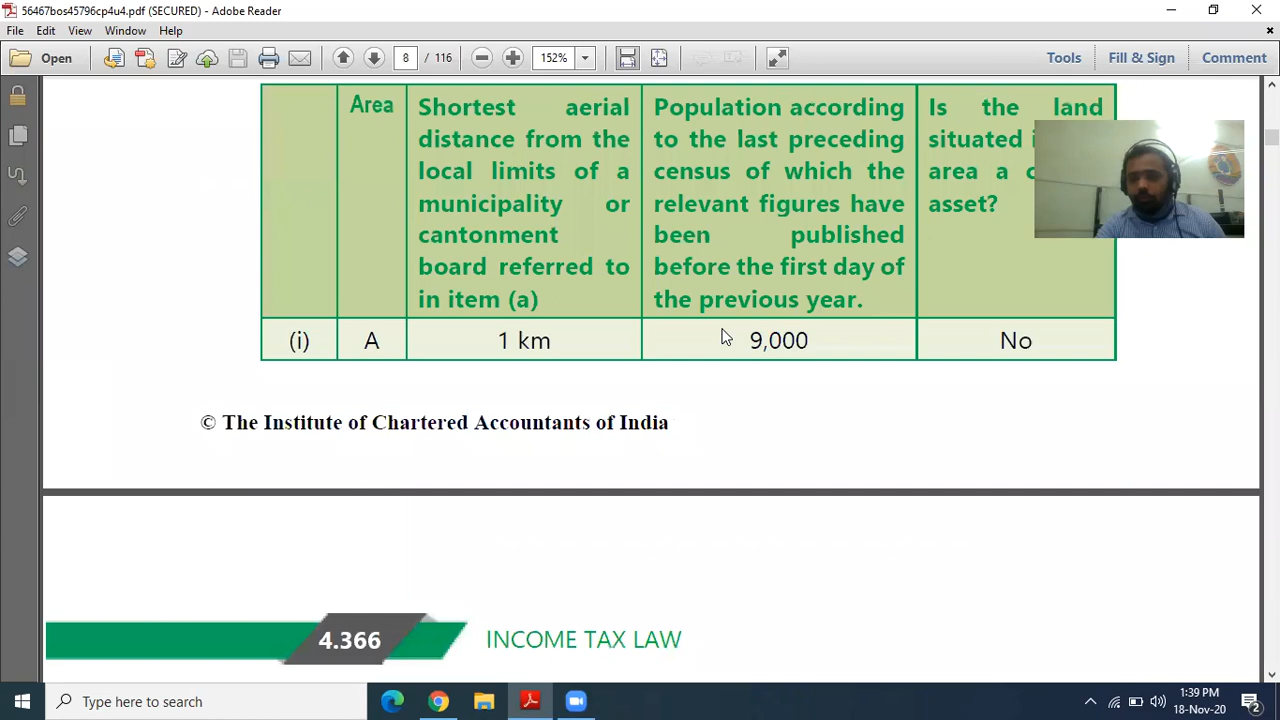 56467bos45796cp4u4.pdf (SECURED) - Adobe Reader
File Edit View Window Help
Open 8 / 116 152% Tools Fill & Sign Comment
Area
Shortest aerial
distance from the
local limits of a
municipality or
cantonment
board referred to
in item (a)
Population according
to the last preceding
census of which the
relevant figures have
been published
before the first day of
the previous year.
Is the land
situated
area a
asset?
(i) A 1 km 9,000 No
© The Institute of Chartered Accountants of India
4.366 INCOME TAX LAW
Type here to search
1:39 PM
18-Nov-20
2